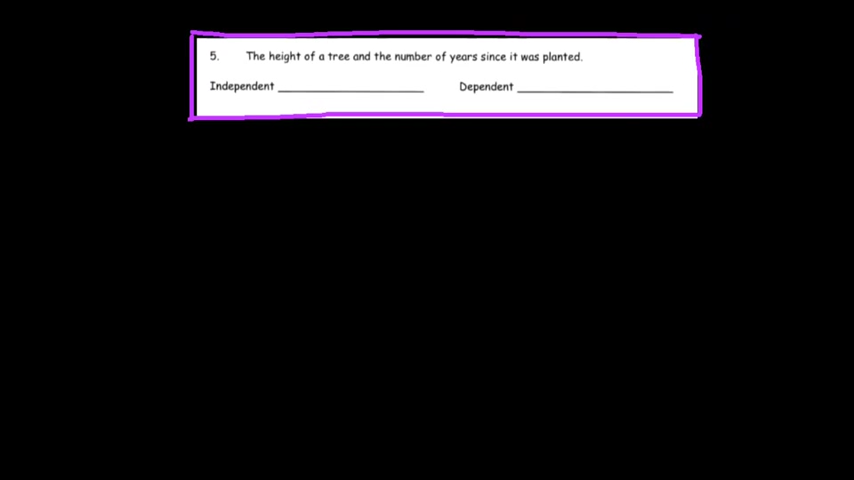 5. The height of a tree and the number of years since it was planted.
Independent ____________________ Dependent ____________________